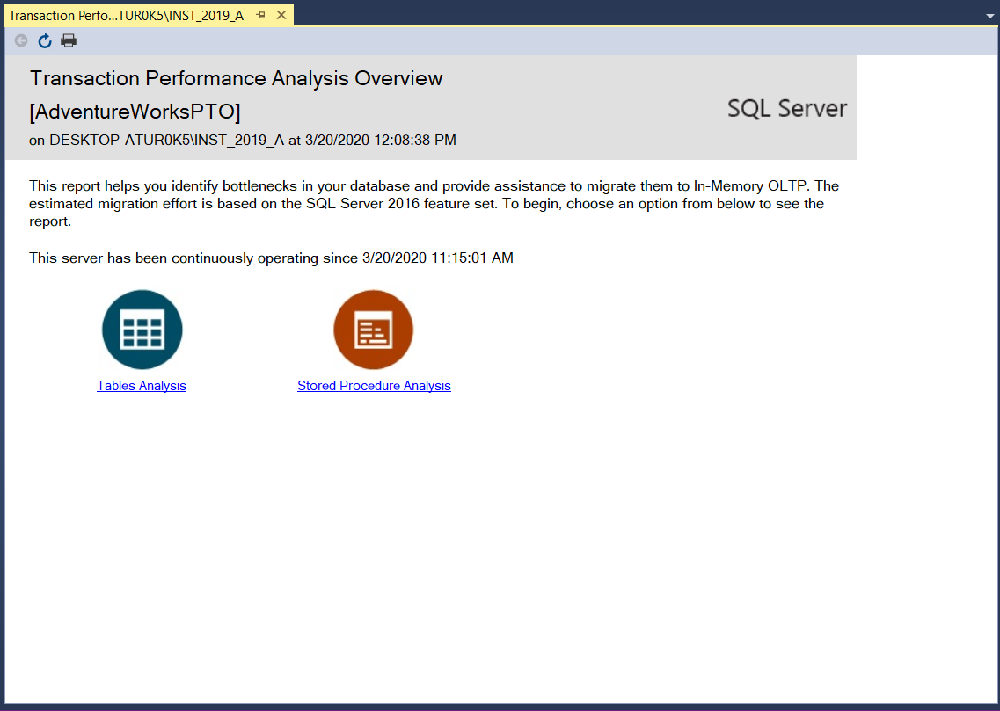 Transaction Perfo...TUR0K5\INST_2019_A
Transaction Performance Analysis Overview
[AdventureWorksPTO]
SQL Server
on DESKTOP-ATUR0K5\INST_2019_A at 3/20/2020 12:08:38 PM
This report helps you identify bottlenecks in your database and provide assistance to migrate them to In-Memory OLTP. The
estimated migration effort is based on the SQL Server 2016 feature set. To begin, choose an option from below to see the
report.
This server has been continuously operating since 3/20/2020 11:15:01 AM
Tables Analysis
Stored Procedure Analysis